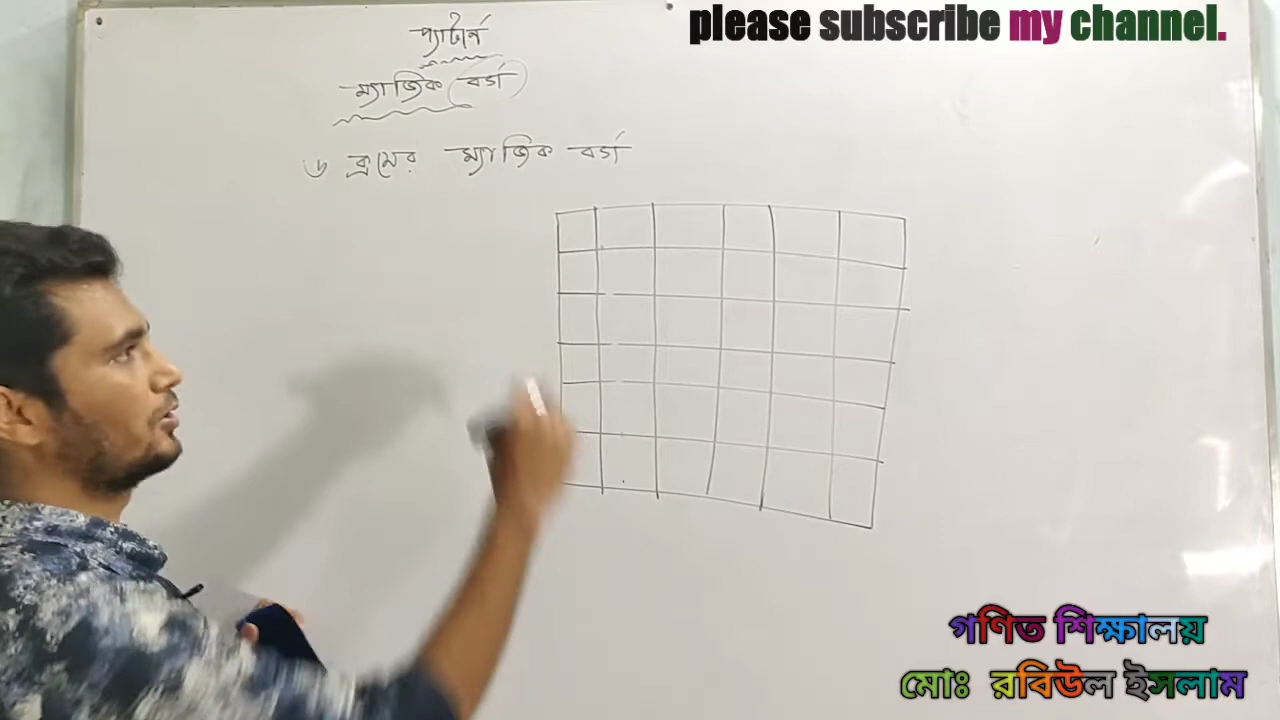 please subscribe my channel.
প্যাটার্ন
ম্যাজিক বর্গ
৬ ক্রমের ম্যাজিক বর্গ
গণিত শিক্ষালয়
মোঃ রবিউল ইসলাম